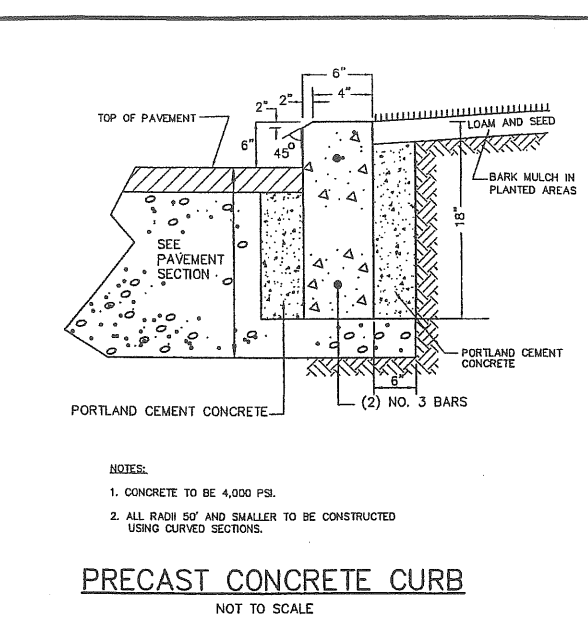 6"
2" 4"
2"
TOP OF PAVEMENT
LOAM AND SEED
6"
45°
BARK MULCH IN
PLANTED AREAS
18"
SEE
PAVEMENT
SECTION
PORTLAND CEMENT
CONCRETE
6"
PORTLAND CEMENT CONCRETE
(2) NO. 3 BARS
NOTES:
1. CONCRETE TO BE 4,000 PSI.
2. ALL RADII 50' AND SMALLER TO BE CONSTRUCTED
USING CURVED SECTIONS.
PRECAST CONCRETE CURB
NOT TO SCALE